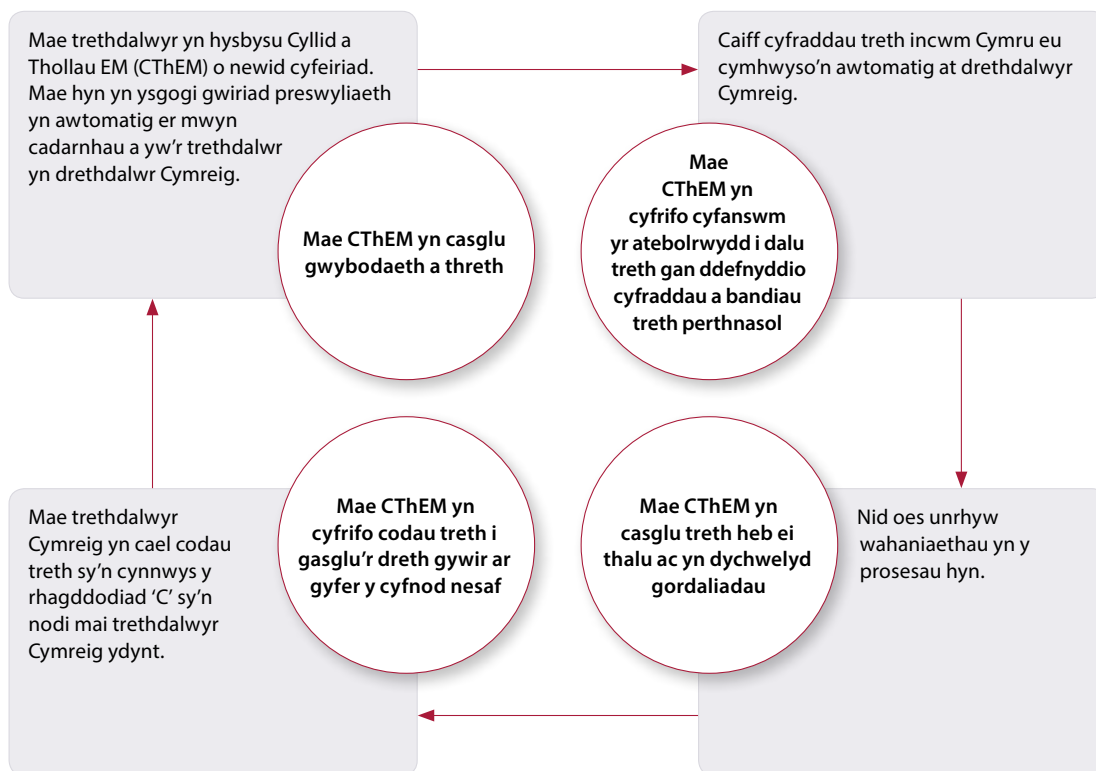 Mae trethdalwyr yn hysbysu Cyllid a
Thollau EM (CThEM) o newid cyfeiriad.
Mae hyn yn ysgogi gwiriad preswyliaeth
yn awtomatig er mwyn
cadarnhau a yw'r trethdalwr
yn drethdalwr Cymreig.
Mae CThEM yn casglu
gwybodaeth a threth
Caiff cyfraddau treth incwm Cymru eu
cymhwyso'n awtomatig at drethdalwyr
Cymreig.
Mae
CThEM yn
cyfrifo cyfanswm
yr atebolrwydd i dalu
treth gan ddefnyddio
cyfraddau a bandiau
treth perthnasol
Nid oes unrhyw
wahaniaethau yn y
prosesau hyn.
Mae CThEM yn
casglu treth heb ei
thalu ac yn dychwelyd
gordaliadau
Mae trethdalwyr
Cymreig yn cael codau
treth sy'n cynnwys y
rhagddodiad 'C' sy'n
nodi mai trethdalwyr
Cymreig ydynt.
Mae CThEM yn
cyfrifo codau treth i
gasglu'r dreth gywir ar
gyfer y cyfnod nesaf